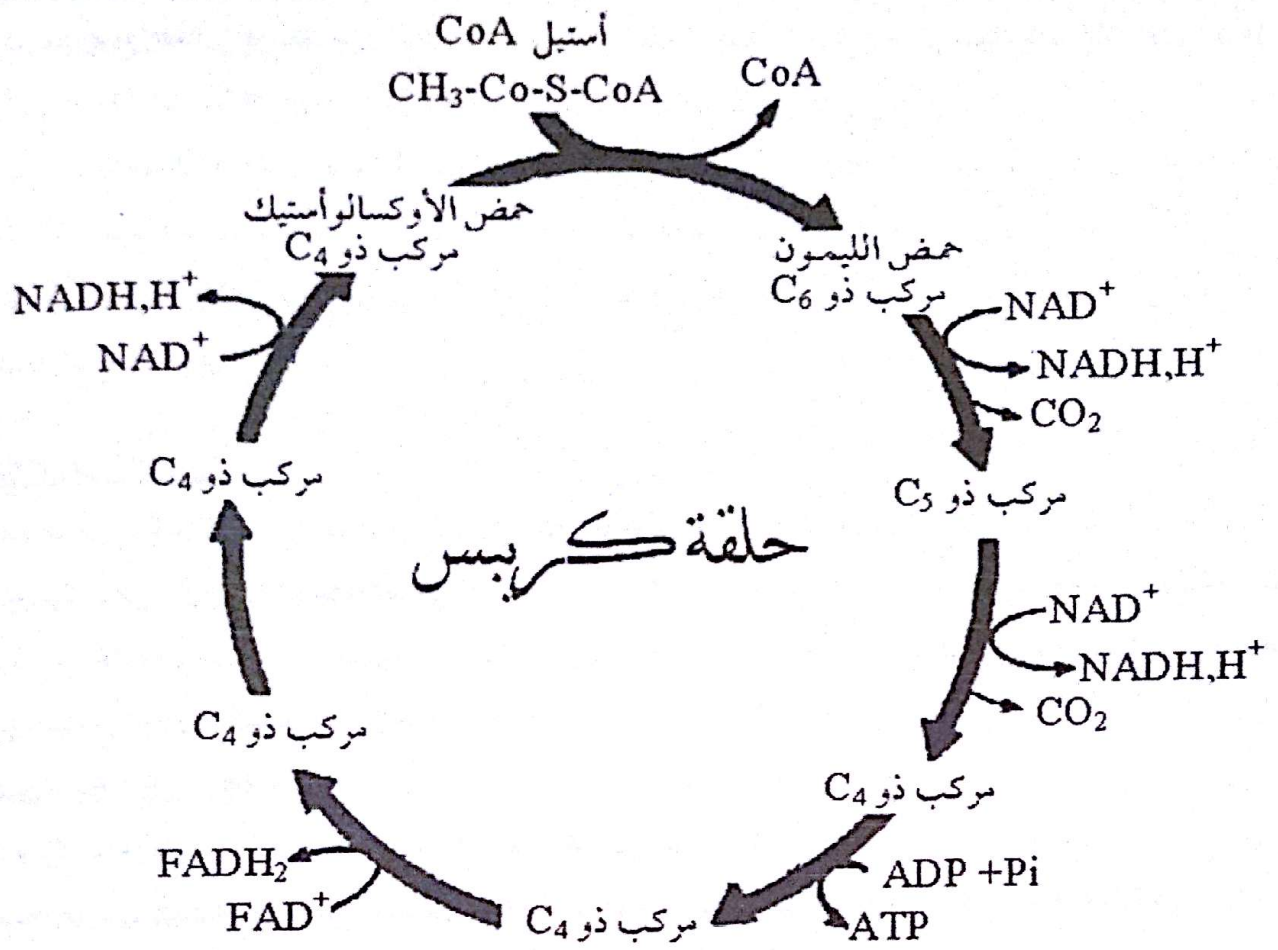 أستيل CoA
CH₃-Co-S-CoA
CoA
حمض الأوكسالوأستيك
مركب ذو C₄
حمض الليمون
مركب ذو C₆
NAD⁺
NADH,H⁺
CO₂
مركب ذو C₅
NAD⁺
NADH,H⁺
CO₂
مركب ذو C₄
ADP +Pi
ATP
مركب ذو C₄
FAD⁺
FADH₂
مركب ذو C₄
مركب ذو C₄
NAD⁺
NADH,H⁺
حلقة كريبس